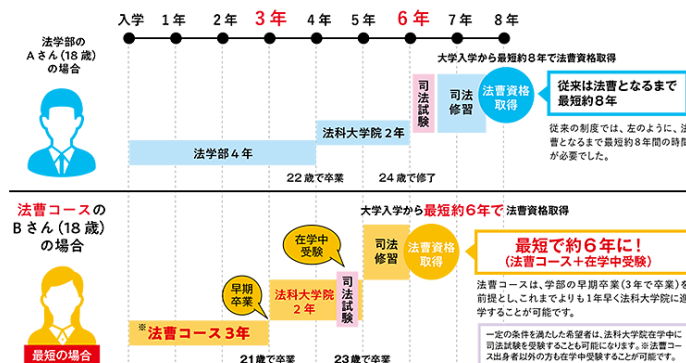 入学 1年 2年 3年 4年 5年 6年 7年 8年
法学部の
Aさん(18歳)
の場合
大学入学から最短約8年で法曹資格取得
司法試験
司法
修習
法曹資格
取得
従来は法曹となるまで
最短約8年
法科大学院2年
法学部4年
従来の制度では、左のように、法
曹となるまで最短約8年間の時間
が必要でした。
22歳で卒業
24歳で修了
法曹コースの
Bさん(18歳)
の場合
大学入学から最短約6年で 法曹資格取得
在学中
受験
司法
修習
法曹資格
取得
最短で約6年に!
(法曹コース+在学中受験)
早期
卒業
法科大学院
2年
司法試験
法曹コースは、学部の早期卒業(3年で卒業)を
前提とし、これまでよりも1年早く法科大学院に進
学することが可能です。
※法曹コース3年
一定の条件を満たした希望者は、法科大学院在学中に
司法試験を受験することも可能になります。※法曹コー
ス出身者以外の方も在学中受験することが可能です。
最短の場合
21歳で卒業
23歳で卒業